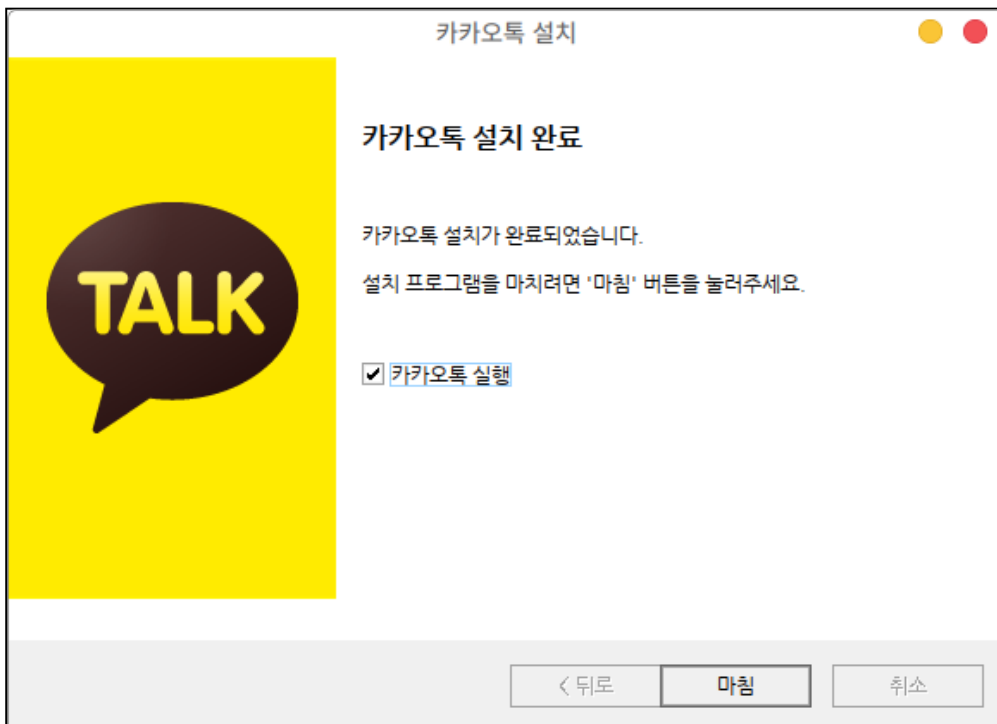 카카오톡 설치
카카오톡 설치 완료
카카오톡 설치가 완료되었습니다.
설치 프로그램을 마치려면 '마침' 버튼을 눌러주세요.
TALK
카카오톡 실행
< 뒤로
마침
취소